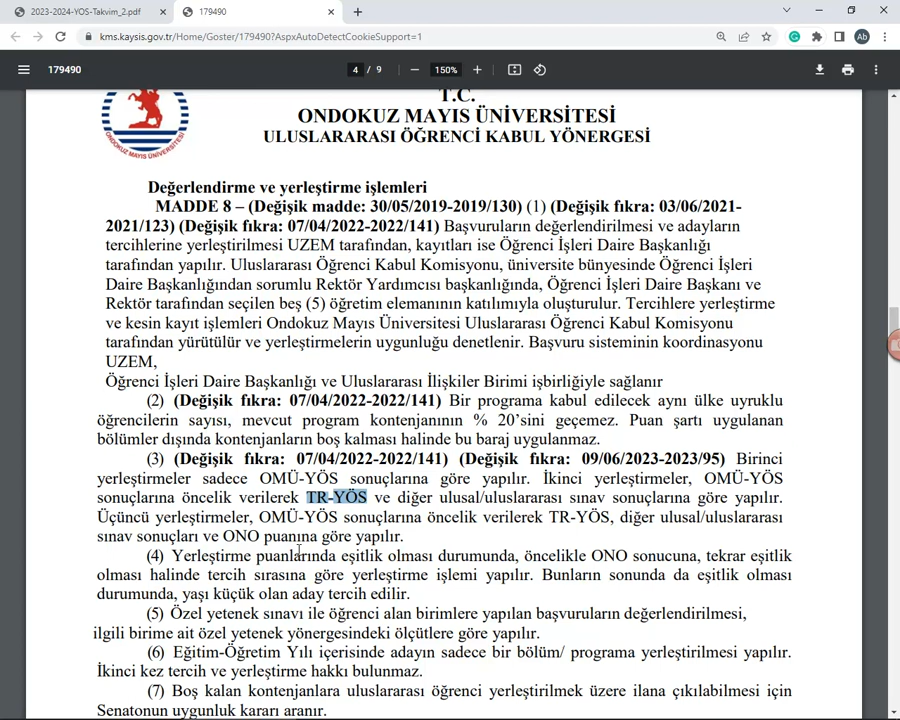 2023-2024-YOS-Takvim_2.pdf
179490
kms.kaysis.gov.tr/Home/Goster/179490?AspxAutoDetectCookieSupport=1
Ab
179490
4 / 9
150%
T.C.
ONDOKUZ MAYIS ÜNİVERSİTESİ
ULUSLARARASI ÖĞRENCİ KABUL YÖNERGESİ
ONDOKUZ MAYIS ÜNİVERSİTESİ
Değerlendirme ve yerleştirme işlemleri
MADDE 8 – (Değişik madde: 30/05/2019-2019/130) (1) (Değişik fıkra: 03/06/2021-
2021/123) (Değişik fıkra: 07/04/2022-2022/141) Başvuruların değerlendirilmesi ve adayların
tercihlerine yerleştirilmesi UZEM tarafından, kayıtları ise Öğrenci İşleri Daire Başkanlığı
tarafından yapılır. Uluslararası Öğrenci Kabul Komisyonu, üniversite bünyesinde Öğrenci İşleri
Daire Başkanlığından sorumlu Rektör Yardımcısı başkanlığında, Öğrenci İşleri Daire Başkanı ve
Rektör tarafından seçilen beş (5) öğretim elemanının katılımıyla oluşturulur. Tercihlere yerleştirme
ve kesin kayıt işlemleri Ondokuz Mayıs Üniversitesi Uluslararası Öğrenci Kabul Komisyonu
tarafından yürütülür ve yerleştirmelerin uygunluğu denetlenir. Başvuru sisteminin koordinasyonu
UZEM,
Öğrenci İşleri Daire Başkanlığı ve Uluslararası İlişkiler Birimi işbirliğiyle sağlanır
(2) (Değişik fıkra: 07/04/2022-2022/141) Bir programa kabul edilecek aynı ülke uyruklu
öğrencilerin sayısı, mevcut program kontenjanının % 20’sini geçemez. Puan şartı uygulanan
bölümler dışında kontenjanların boş kalması halinde bu baraj uygulanmaz.
(3) (Değişik fıkra: 07/04/2022-2022/141) (Değişik fıkra: 09/06/2023-2023/95) Birinci
yerleştirmeler sadece OMÜ-YÖS sonuçlarına göre yapılır. İkinci yerleştirmeler, OMÜ-YÖS
sonuçlarına öncelik verilerek TR-YÖS ve diğer ulusal/uluslararası sınav sonuçlarına göre yapılır.
Üçüncü yerleştirmeler, OMÜ-YÖS sonuçlarına öncelik verilerek TR-YÖS, diğer ulusal/uluslararası
sınav sonuçları ve ONO puanına göre yapılır.
(4) Yerleştirme puanlarında eşitlik olması durumunda, öncelikle ONO sonucuna, tekrar eşitlik
olması halinde tercih sırasına göre yerleştirme işlemi yapılır. Bunların sonunda da eşitlik olması
durumunda, yaşı küçük olan aday tercih edilir.
(5) Özel yetenek sınavı ile öğrenci alan birimlere yapılan başvuruların değerlendirilmesi,
ilgili birime ait özel yetenek yönergesindeki ölçütlere göre yapılır.
(6) Eğitim-Öğretim Yılı içerisinde adayın sadece bir bölüm/ programa yerleştirilmesi yapılır.
İkinci kez tercih ve yerleştirme hakkı bulunmaz.
(7) Boş kalan kontenjanlara uluslararası öğrenci yerleştirilmek üzere ilana çıkılabilmesi için
Senatonun uygunluk kararı aranır.